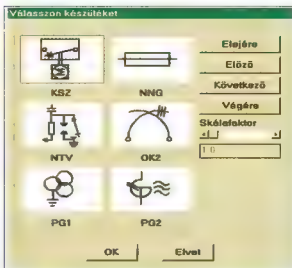 Válasszon készüléket
KSZ
NNG
NTV
OK2
PG1
PG2
Elejére
Előző
Következő
Végére
Skálafaktor
1.0
OK
Elvet